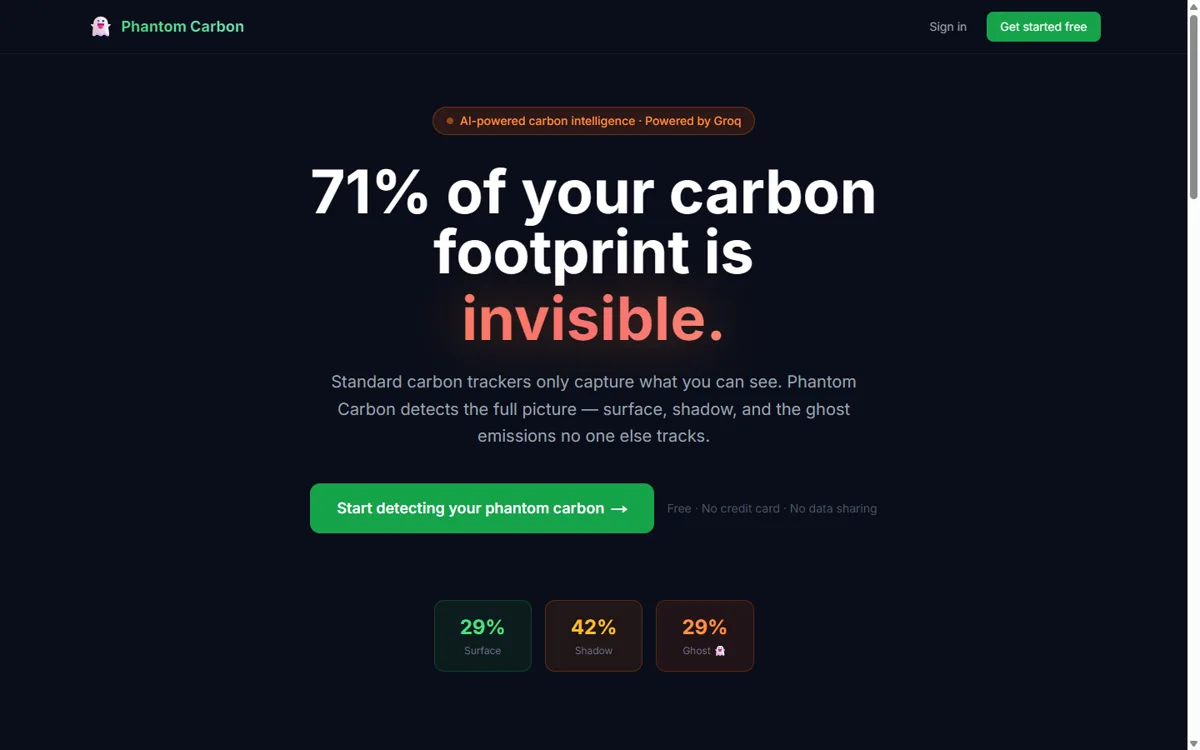 Phantom Carbon
Sign in
Get started free
AI-powered carbon intelligence · Powered by Groq
71% of your carbon
footprint is
invisible.
Standard carbon trackers only capture what you can see. Phantom
Carbon detects the full picture — surface, shadow, and the ghost
emissions no one else tracks.
Start detecting your phantom carbon →
Free · No credit card · No data sharing
29%
Surface
42%
Shadow
29%
Ghost 👻